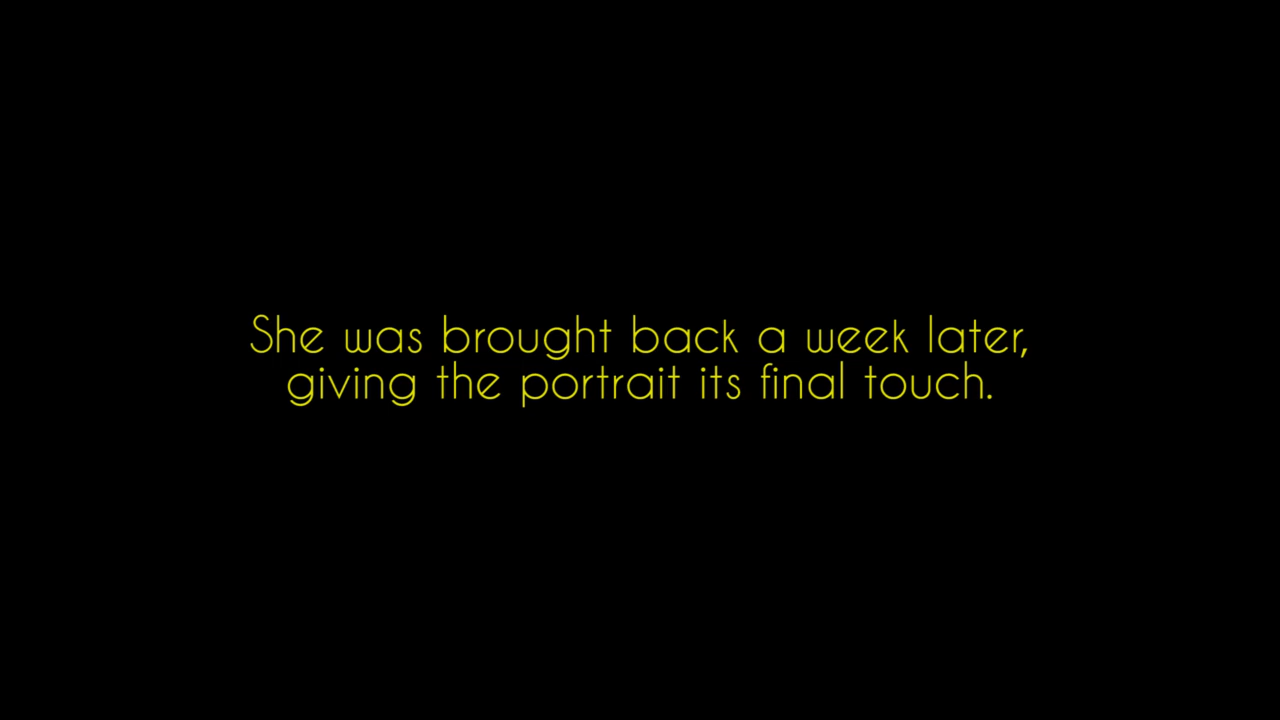 She was brought back a week later,
giving the portrait its final touch.